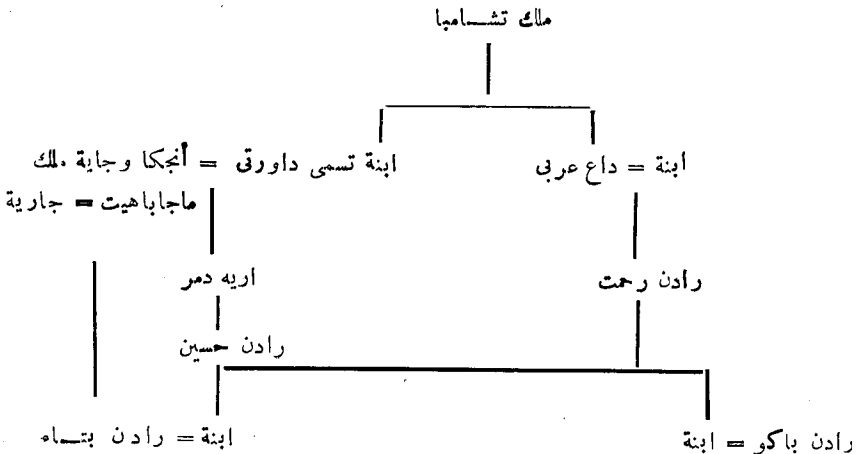 ملك تشامبا
أبنة = داع عربى
ابنة تسمى داورتى = أنجكا وجاية ملك
ماجاباهيت = جارية
رادن رحمت
اريه دمر
رادن حسين
رادن باكو = ابنة
ابنة = رادن بتاه